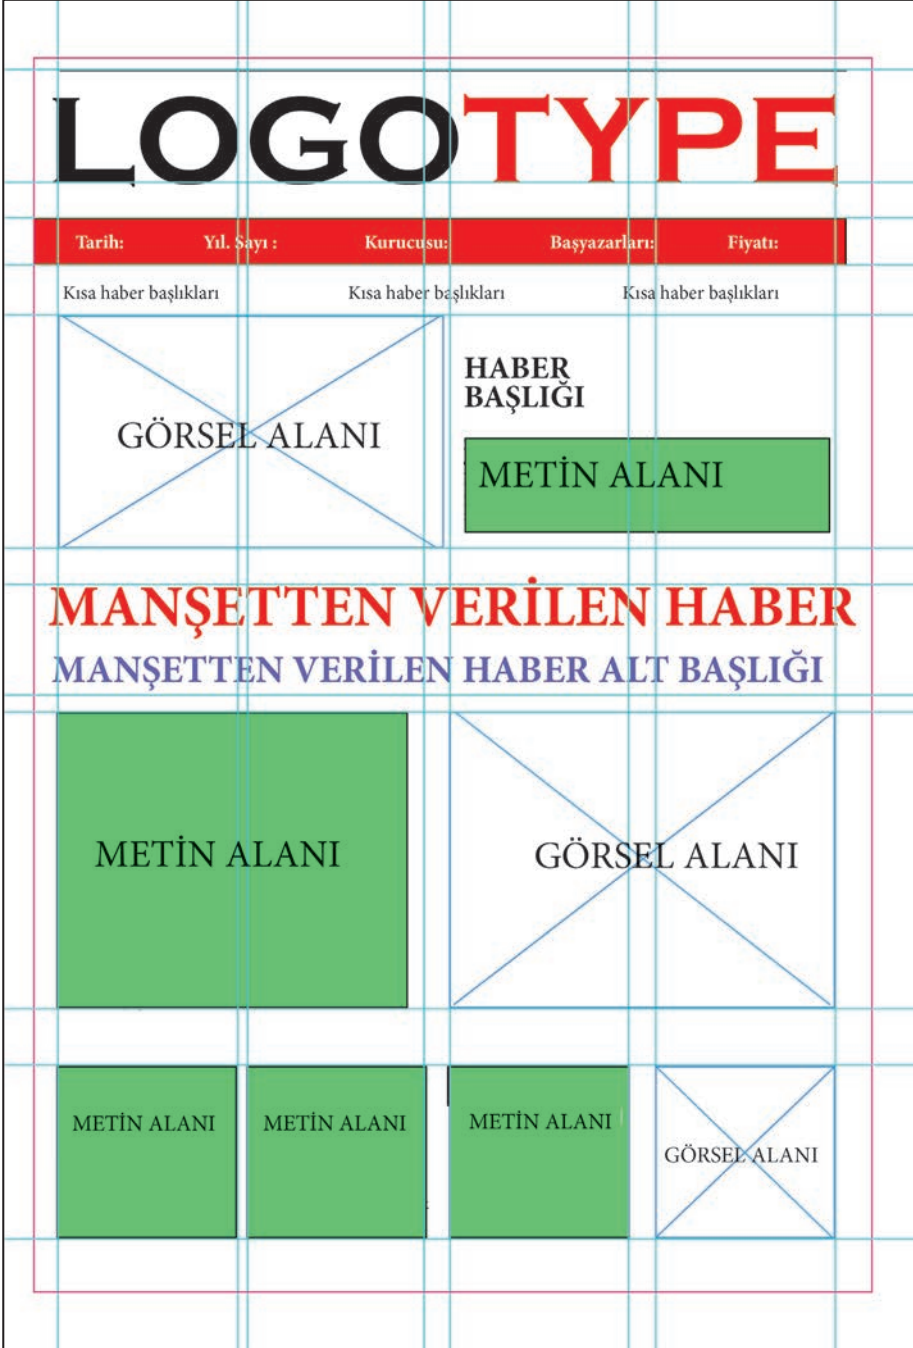 LOGOTYPE
Tarih: Yıl. Sayı : Kurucusu: Başyazarları: Fiyatı:
Kısa haber başlıkları Kısa haber başlıkları Kısa haber başlıkları
GÖRSEL ALANI
HABER
BAŞLIĞI
METİN ALANI
MANŞETTEN VERİLEN HABER
MANŞETTEN VERİLEN HABER ALT BAŞLIĞI
METİN ALANI
GÖRSEL ALANI
METİN ALANI
METİN ALANI
METİN ALANI
GÖRSEL ALANI